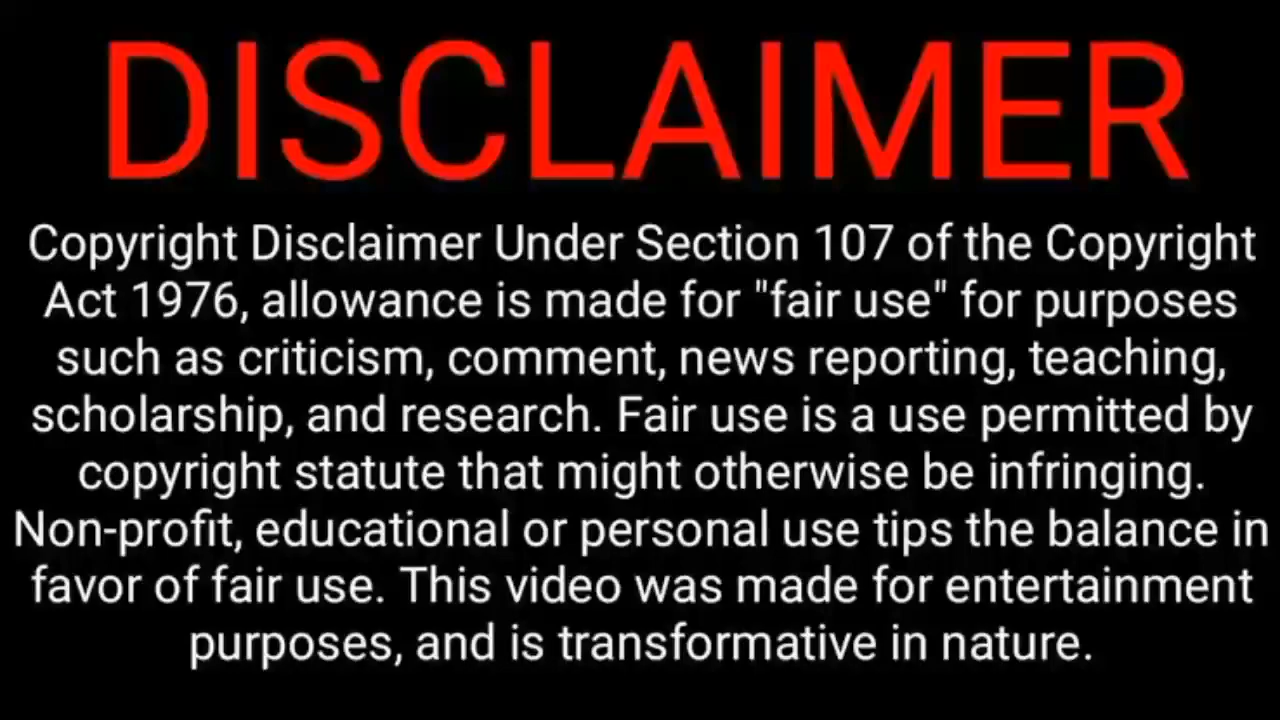 DISCLAIMER
Copyright Disclaimer Under Section 107 of the Copyright
Act 1976, allowance is made for "fair use" for purposes
such as criticism, comment, news reporting, teaching,
scholarship, and research. Fair use is a use permitted by
copyright statute that might otherwise be infringing.
Non-profit, educational or personal use tips the balance in
favor of fair use. This video was made for entertainment
purposes, and is transformative in nature.